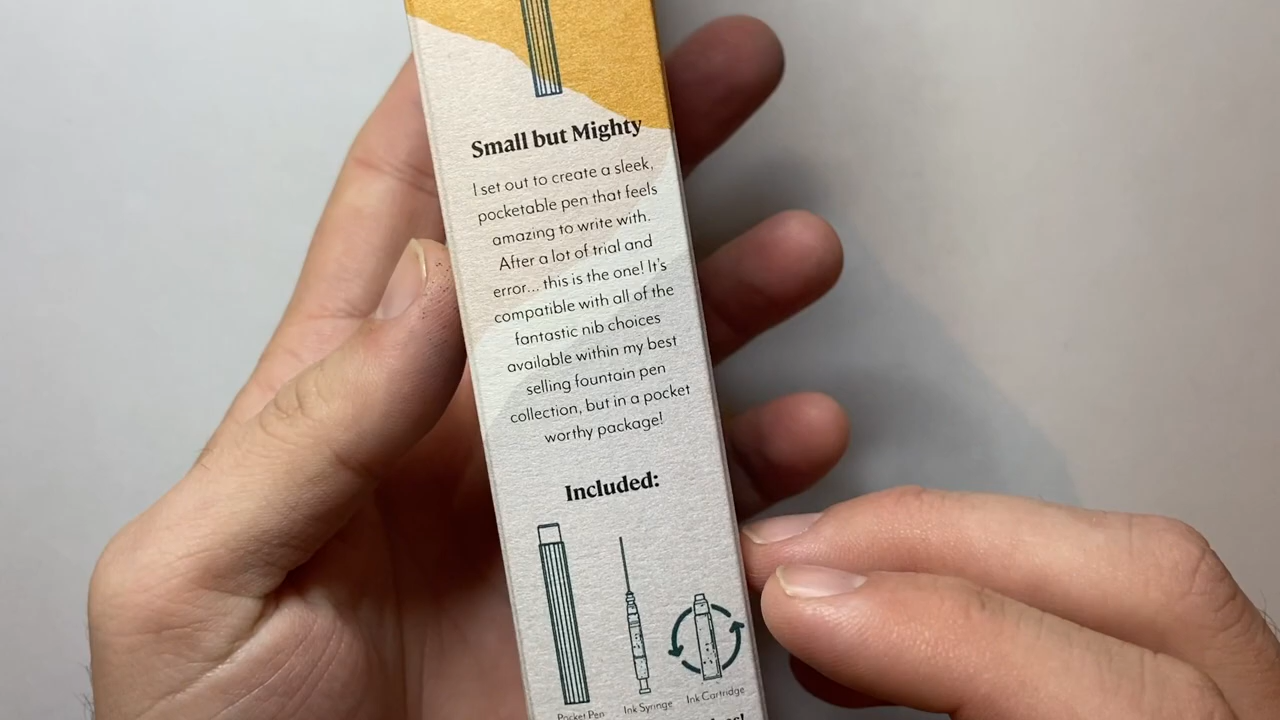 Small but Mighty
I set out to create a sleek,
pocketable pen that feels
amazing to write with.
After a lot of trial and
error... this is the one! It's
compatible with all of the
fantastic nib choices
available within my best
selling fountain pen
collection, but in a pocket
worthy package!
Included:
Pocket Pen Ink Syringe Ink Cartridge